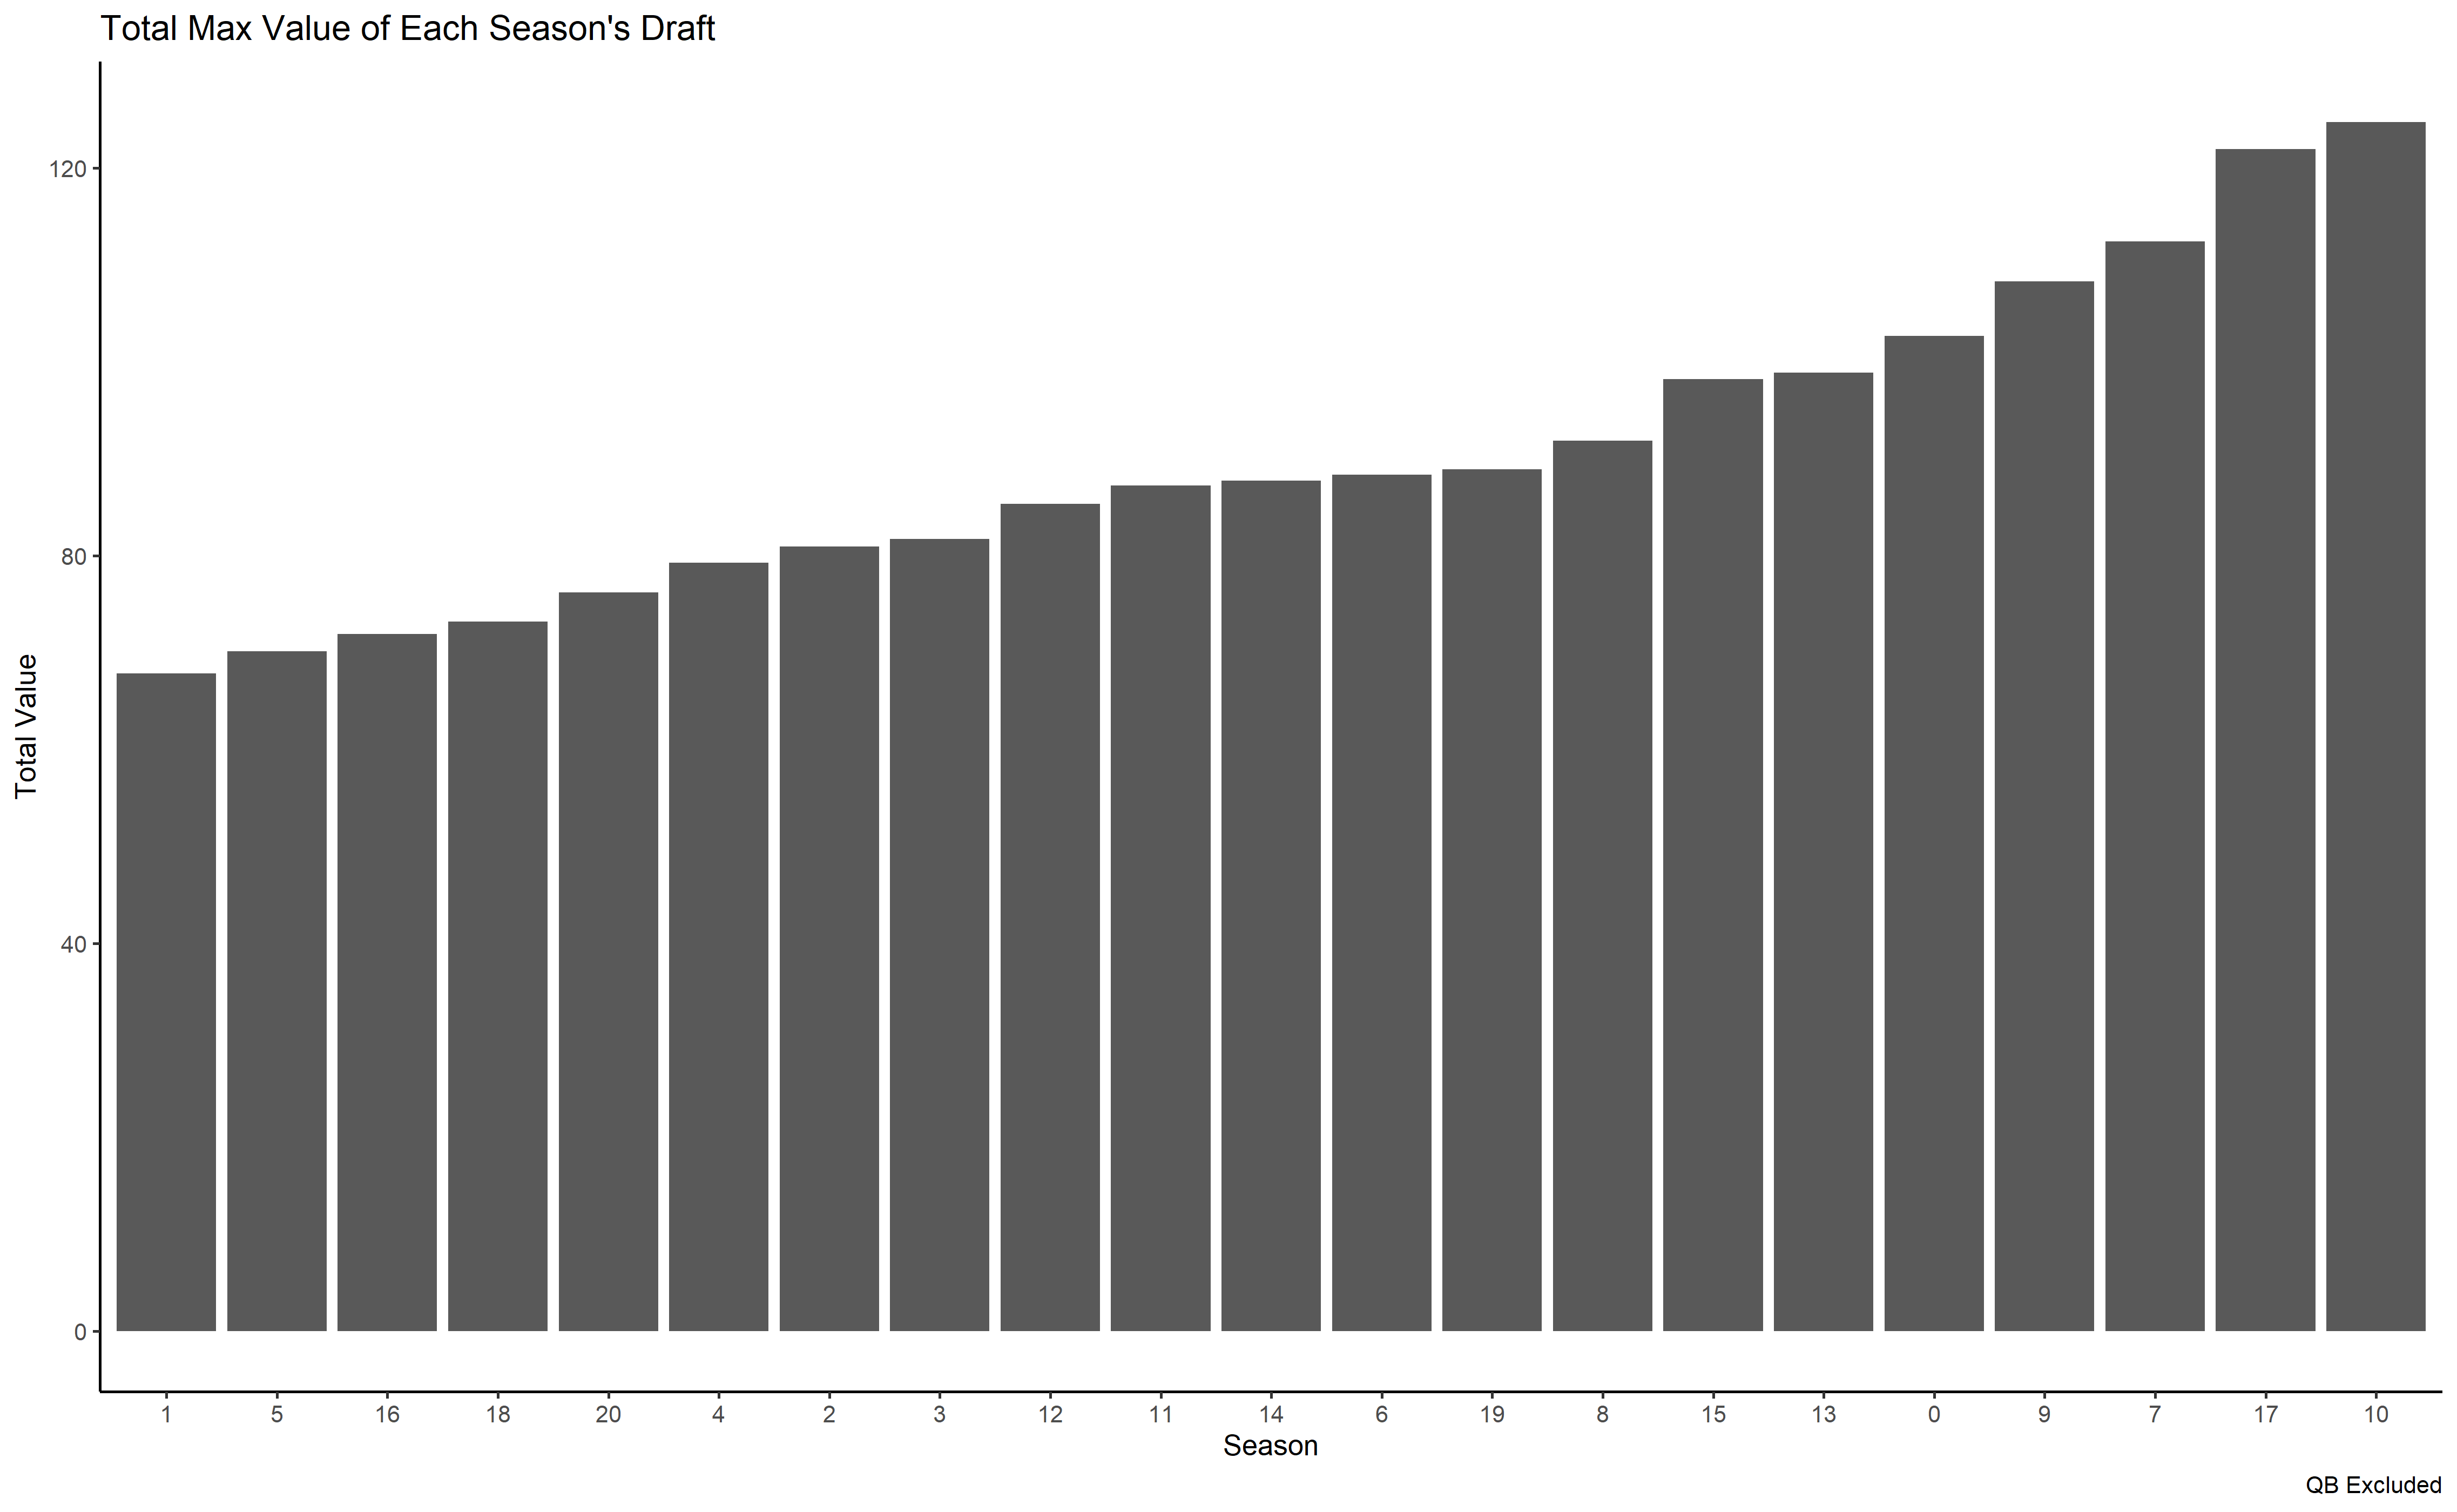 Total Max Value of Each Season's Draft
Total Value
120
80
40
0
1 5 16 18 20 4 2 3 12 11 14 6 19 8 15 13 0 9 7 17 10
Season
QB Excluded